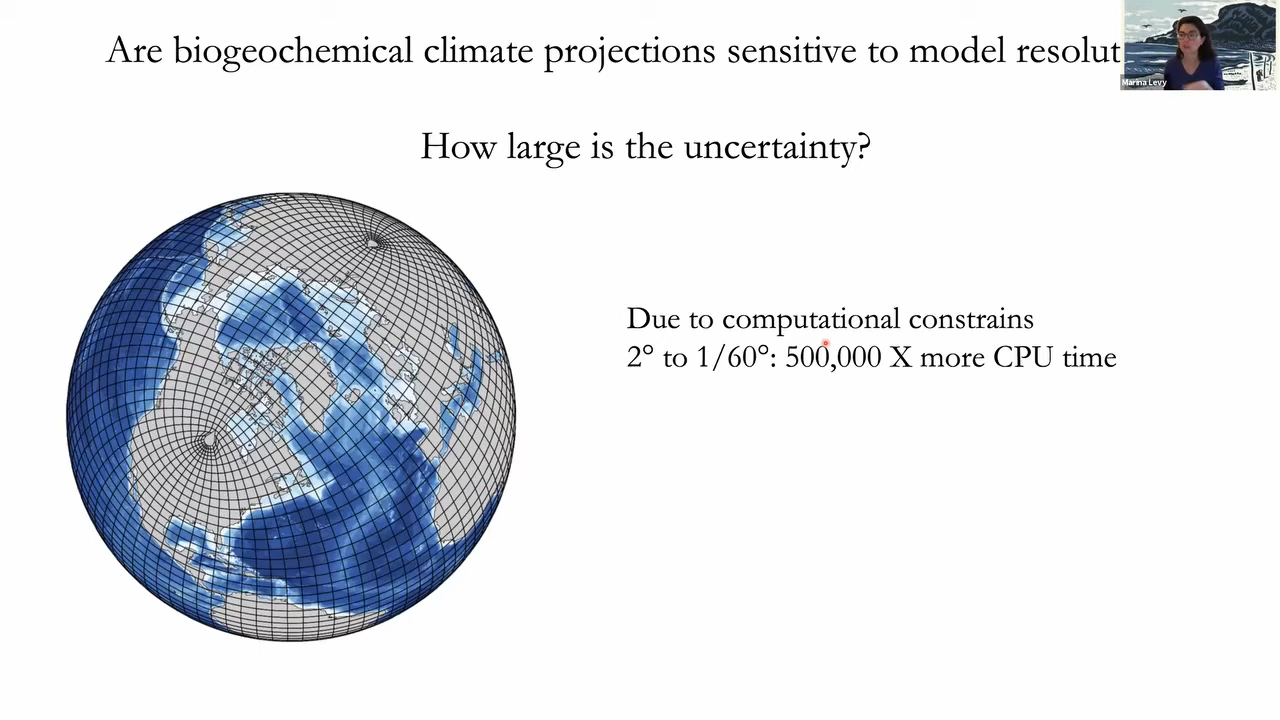 Are biogeochemical climate projections sensitive to model resolut
Marina Levy
How large is the uncertainty?
Due to computational constrains
2° to 1/60°: 500,000 X more CPU time